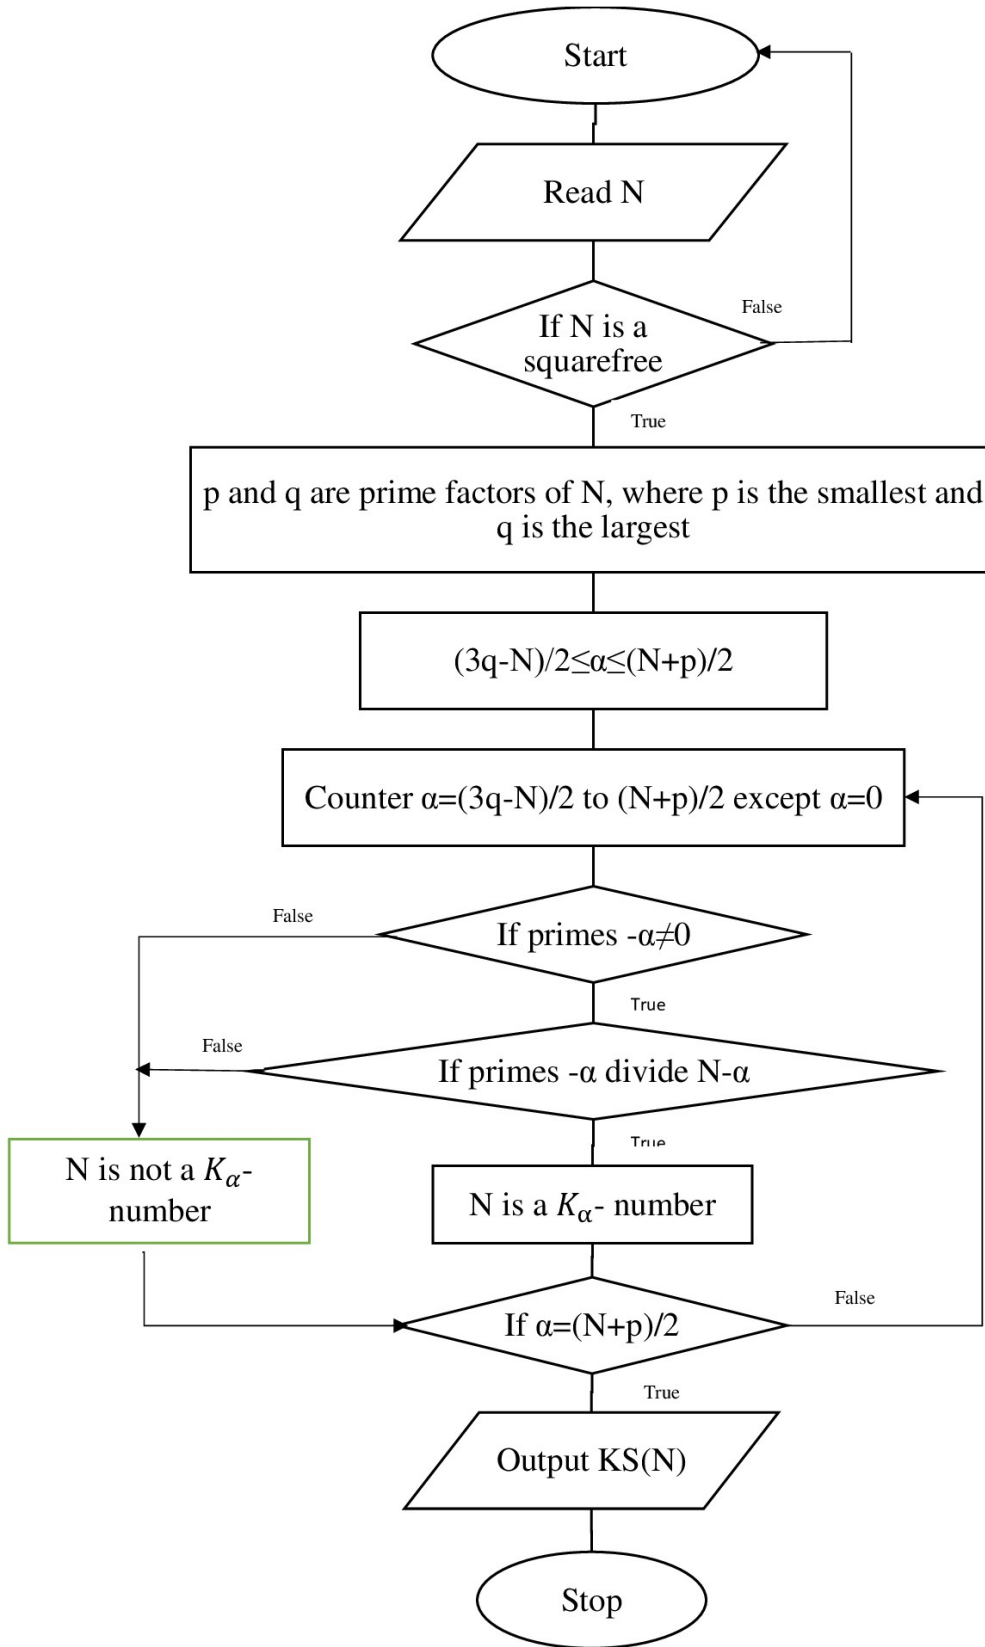 Start
Read N
False
If N is a
squarefree
True
p and q are prime factors of N, where p is the smallest and
q is the largest
(3q-N)/2≤α≤(N+p)/2
Counter α=(3q-N)/2 to (N+p)/2 except α=0
False
If primes -α≠0
True
False
If primes -α divide N-α
True
N is not a Kα-
number
N is a Kα- number
False
If α=(N+p)/2
True
Output KS(N)
Stop